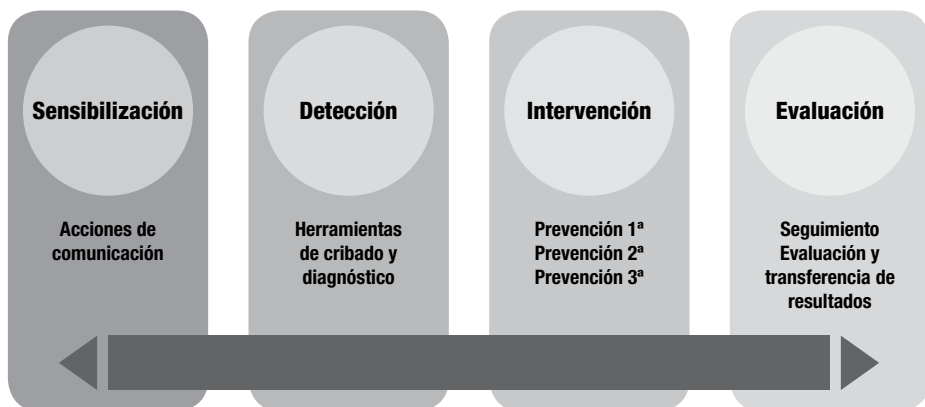 Sensibilización
Acciones de
comunicación
Detección
Herramientas
de cribado y
diagnóstico
Intervención
Prevención 1ª
Prevención 2ª
Prevención 3ª
Evaluación
Seguimiento
Evaluación y
transferencia de
resultados